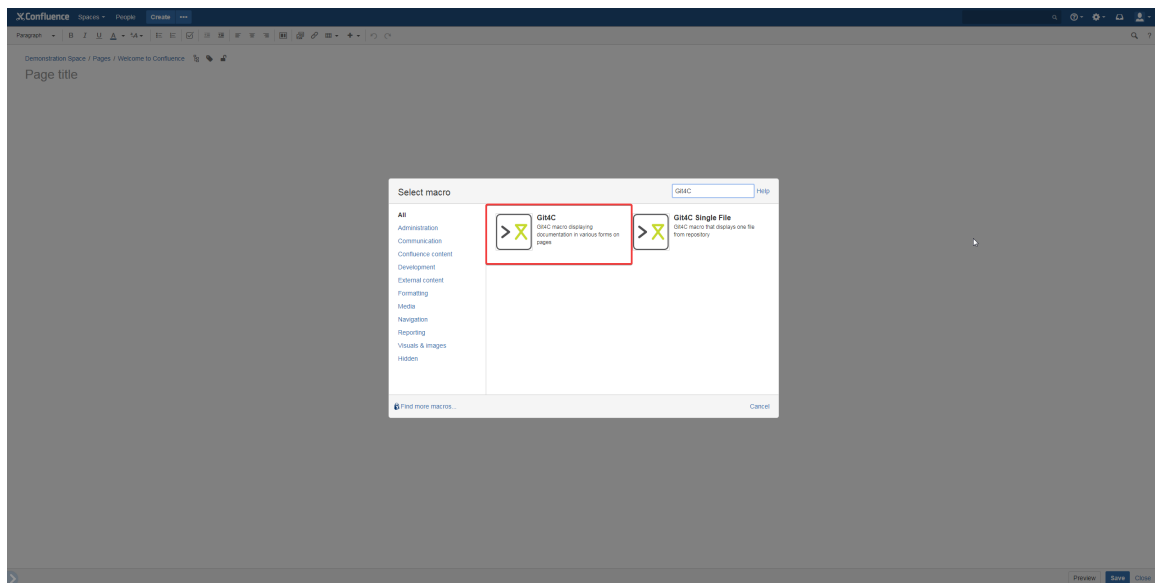 Confluence Spaces People Create
Paragraph B I U A
Demonstration Space / Pages / Welcome to Confluence
Page title
Select macro
Git4C
Help
All
Administration
Communication
Confluence content
Development
External content
Formatting
Media
Navigation
Reporting
Visuals & images
Hidden
Git4C
Git4C macro displaying
documentation in various forms on
pages
Git4C Single File
Git4C macro that displays one file
from repository
Find more macros...
Cancel
Preview Save Close